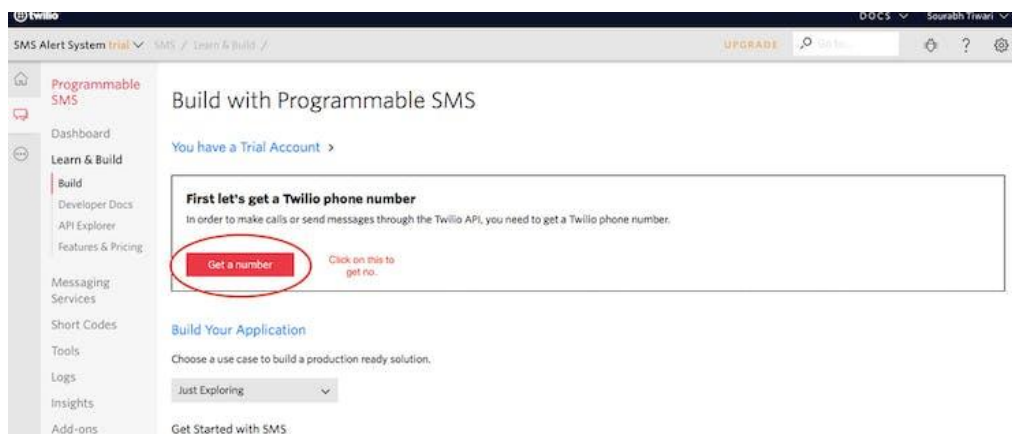 twilio
DOCS
Sourabh Tiwari
SMS Alert System trial
SMS / Learn & Build /
UPGRADE
Go to...
?
Programmable
SMS
Dashboard
Learn & Build
Build
Developer Docs
API Explorer
Features & Pricing
Messaging
Services
Short Codes
Tools
Logs
Insights
Add-ons
Build with Programmable SMS
You have a Trial Account >
First let's get a Twilio phone number
In order to make calls or send messages through the Twilio API, you need to get a Twilio phone number.
Get a number
Click on this to
get no.
Build Your Application
Choose a use case to build a production ready solution.
Just Exploring
Get Started with SMS